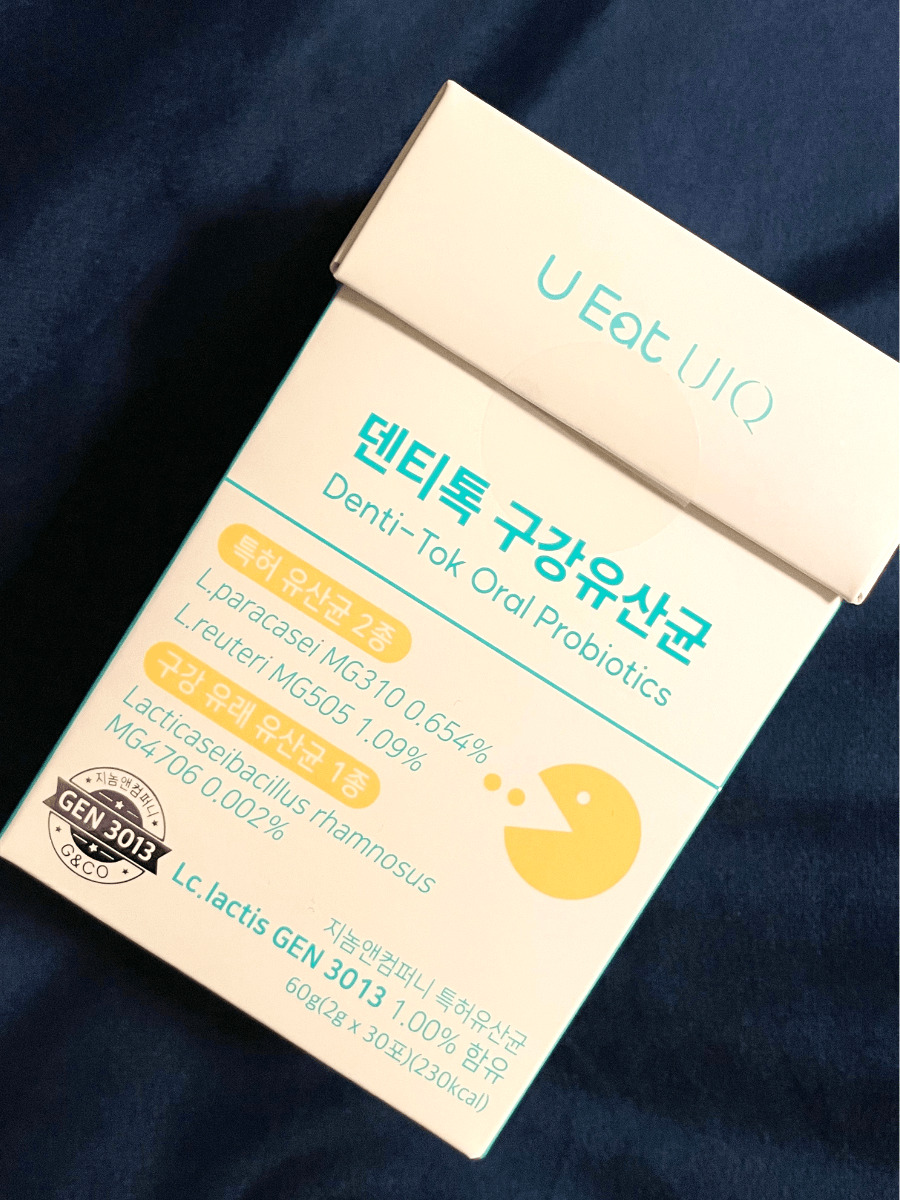 U Eat UIQ
덴티톡 구강유산균
Denti-Tok Oral Probiotics
특허 유산균 2종
L.paracasei MG310 0.654%
L.reuteri MG505 1.09%
구강 유래 유산균 1종
Lacticaseibacillus rhamnosus
MG4706 0.002%
지놈앤컴퍼니
GEN 3013
G&CO
지놈앤컴퍼니 특허유산균
Lc.lactis GEN 3013 1.00% 함유
60g(2g x 30포)(230kcal)